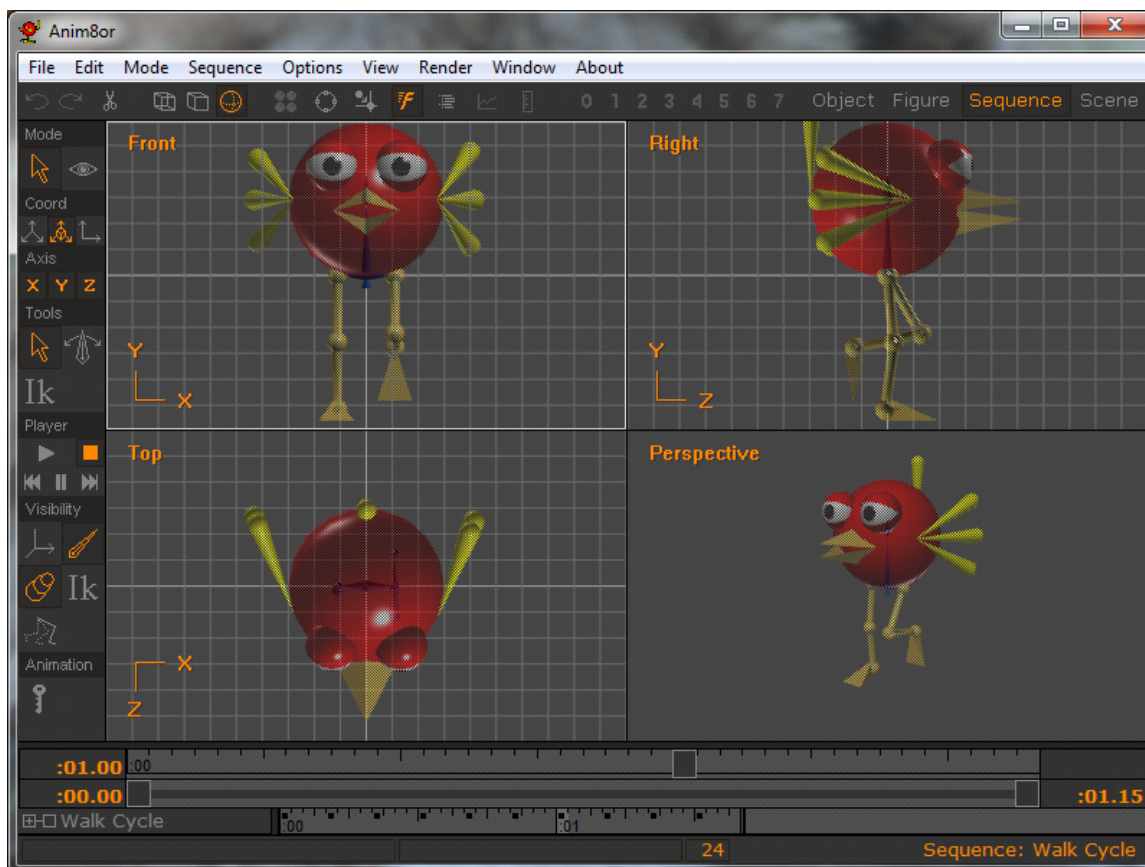 Anim8or
File Edit Mode Sequence Options View Render Window About
0 1 2 3 4 5 6 7 Object Figure Sequence Scene
Mode
Coord
Axis
X Y Z
Tools
Ik
Player
Visibility
Ik
Animation
Front
Y
X
Right
Y
Z
Top
X
Z
Perspective
:01.00 :00
:00.00 :01.15
Walk Cycle :00 :01
24 Sequence: Walk Cycle